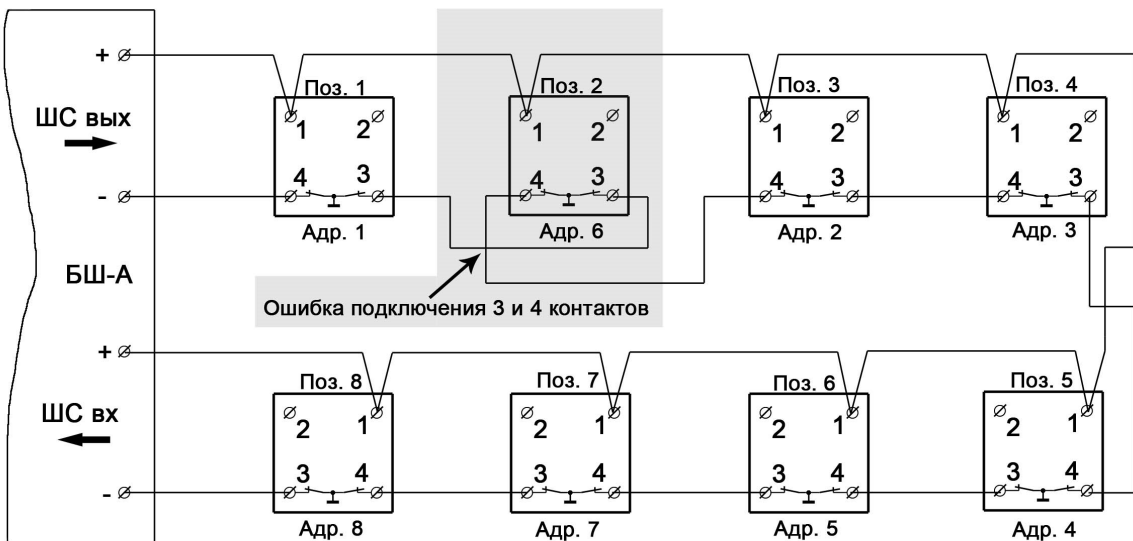 +
Поз. 1 Поз. 2 Поз. 3 Поз. 4
ШС вых
1 2 1 2 1 2 1 2
4 3 4 3 4 3 4 3
-
Адр. 1 Адр. 6 Адр. 2 Адр. 3
БШ-А
Ошибка подключения 3 и 4 контактов
+
Поз. 8 Поз. 7 Поз. 6 Поз. 5
ШС вх
2 1 2 1 2 1 2 1
3 4 3 4 3 4 3 4
-
Адр. 8 Адр. 7 Адр. 5 Адр. 4